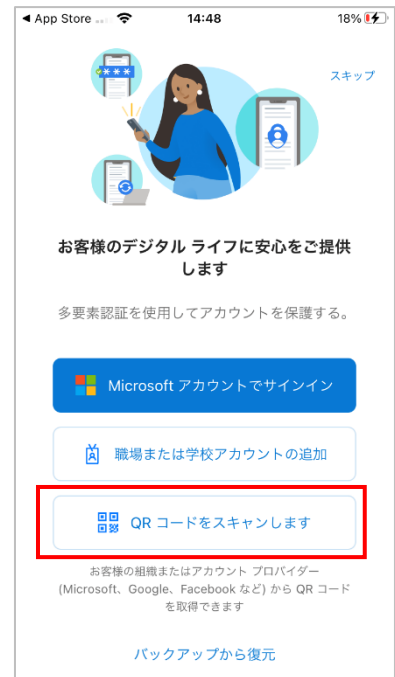 ◀ App Store
14:48
18%
スキップ
お客様のデジタル ライフに安心をご提供
します
多要素認証を使用してアカウントを保護する。
Microsoft アカウントでサインイン
職場または学校アカウントの追加
QR コードをスキャンします
お客様の組織またはアカウント プロバイダー
(Microsoft、Google、Facebook など) から QR コード
を取得できます
バックアップから復元